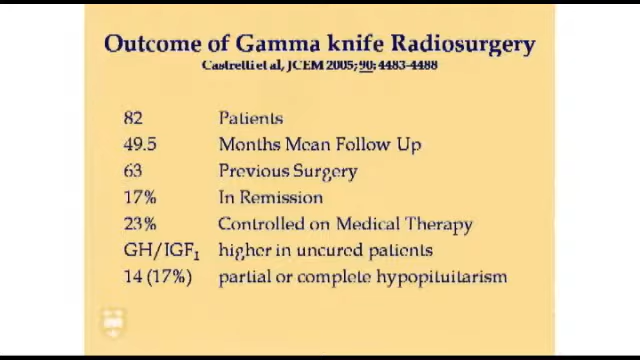 Outcome of Gamma knife Radiosurgery
Castretti et al, JCEM 2005; 90: 4483-4488
82 Patients
49.5 Months Mean Follow Up
63 Previous Surgery
17% In Remission
23% Controlled on Medical Therapy
GH/IGF1 higher in uncured patients
14 (17%) partial or complete hypopituitarism